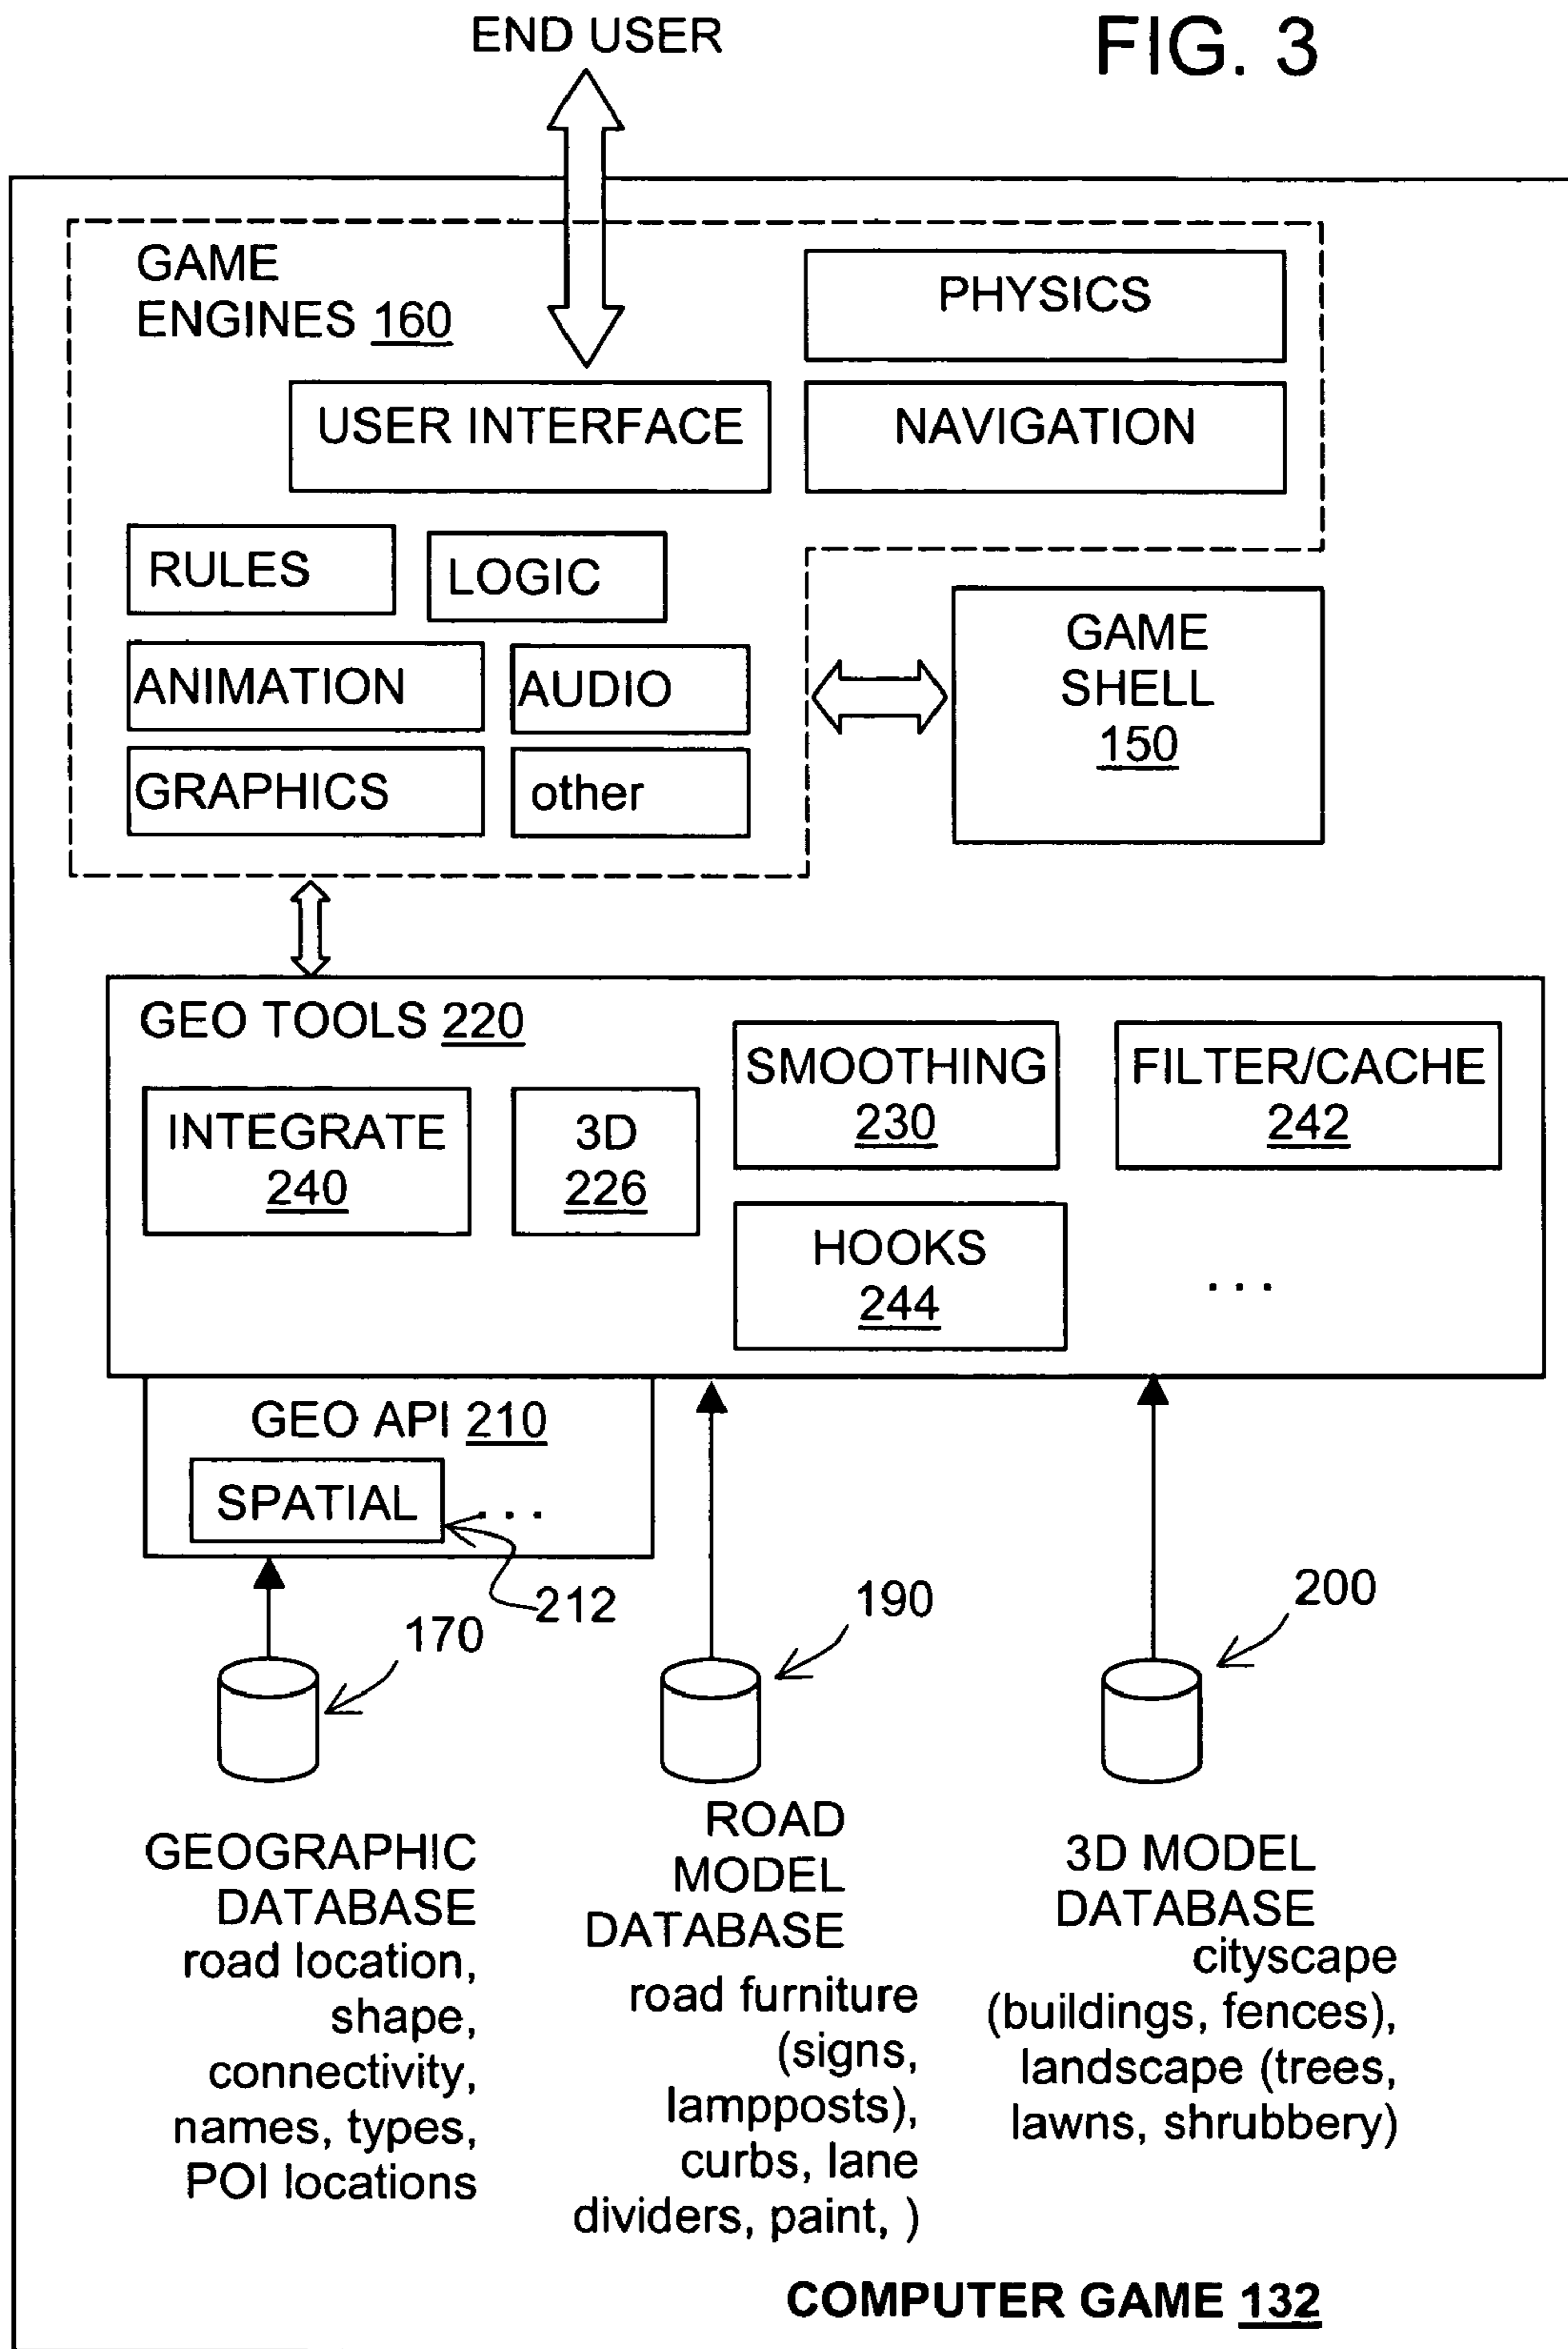 END USER
FIG. 3
GAME
ENGINES 160
PHYSICS
USER INTERFACE
NAVIGATION
RULES
LOGIC
ANIMATION
AUDIO
GRAPHICS
other
GAME
SHELL
150
GEO TOOLS 220
INTEGRATE
240
3D
226
SMOOTHING
230
FILTER/CACHE
242
HOOKS
244
. . .
GEO API 210
SPATIAL
. . .
212
170
190
200
GEOGRAPHIC
DATABASE
road location,
shape,
connectivity,
names, types,
POI locations
ROAD
MODEL
DATABASE
road furniture
(signs,
lampposts),
curbs, lane
dividers, paint, )
3D MODEL
DATABASE
cityscape
(buildings, fences),
landscape (trees,
lawns, shrubbery)
COMPUTER GAME 132